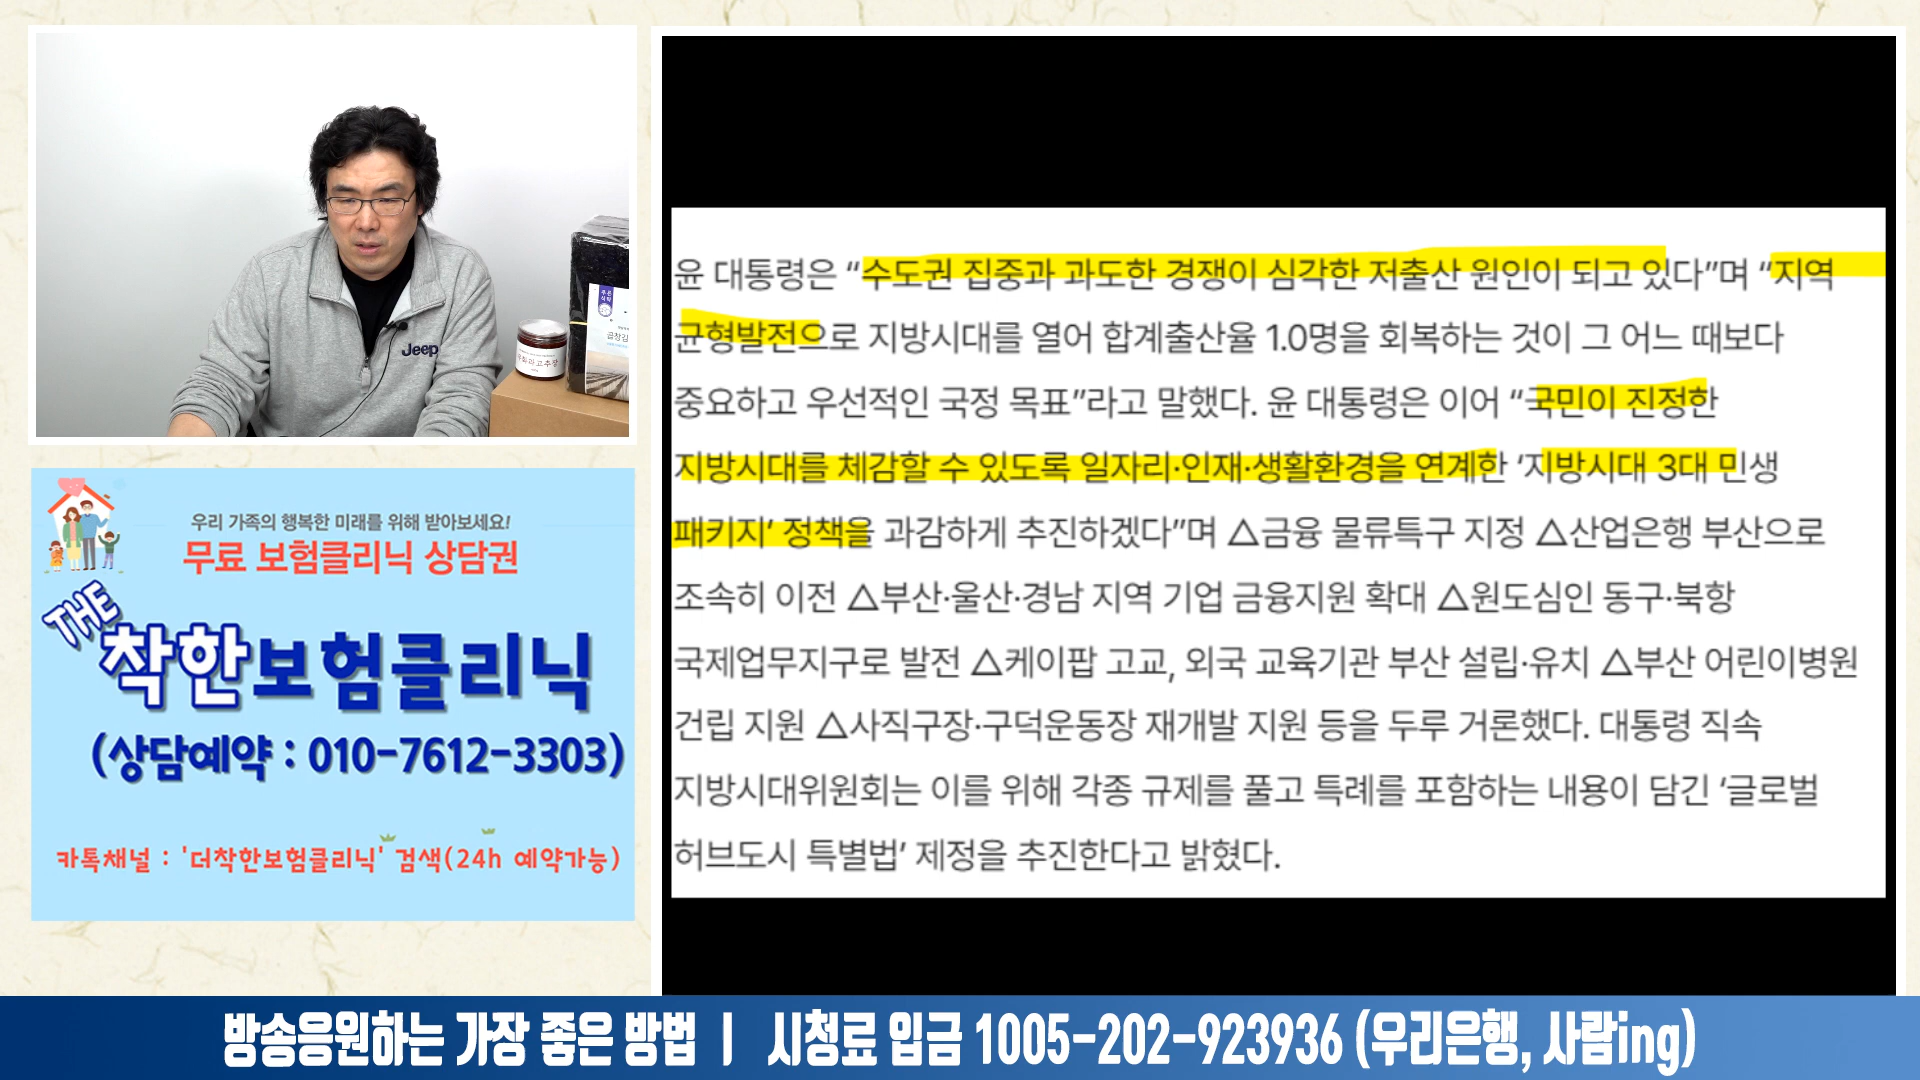 Jeep
곱창김
고추장
우리 가족의 행복한 미래를 위해 받아보세요!
무료 보험클리닉 상담권
THE
착한보험클리닉
(상담예약 : 010-7612-3303)
카톡채널 : '더착한보험클리닉' 검색(24h 예약가능)
윤 대통령은 “수도권 집중과 과도한 경쟁이 심각한 저출산 원인이 되고 있다”며 “지역
균형발전으로 지방시대를 열어 합계출산율 1.0명을 회복하는 것이 그 어느 때보다
중요하고 우선적인 국정 목표”라고 말했다. 윤 대통령은 이어 “국민이 진정한
지방시대를 체감할 수 있도록 일자리·인재·생활환경을 연계한 ‘지방시대 3대 민생
패키지’ 정책을 과감하게 추진하겠다”며 △금융 물류특구 지정 △산업은행 부산으로
조속히 이전 △부산·울산·경남 지역 기업 금융지원 확대 △원도심인 동구·북항
국제업무지구로 발전 △케이팝 고교, 외국 교육기관 부산 설립·유치 △부산 어린이병원
건립 지원 △사직구장·구덕운동장 재개발 지원 등을 두루 거론했다. 대통령 직속
지방시대위원회는 이를 위해 각종 규제를 풀고 특례를 포함하는 내용이 담긴 ‘글로벌
허브도시 특별법’ 제정을 추진한다고 밝혔다.
방송응원하는 가장 좋은 방법 ㅣ 시청료 입금 1005-202-923936 (우리은행, 사람ing)